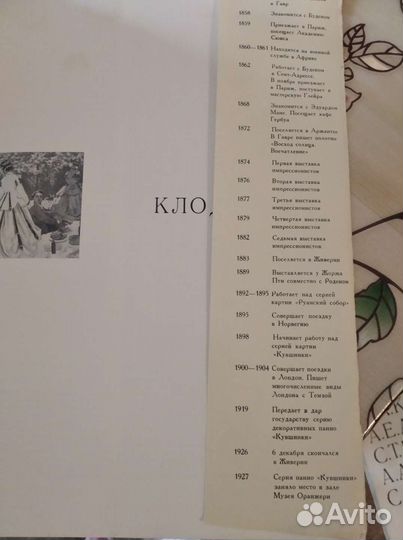 в Гавр
1858 Знакомится с Буденом
1859 Приезжает в Париж,
посещает Академию
Сюиса
1860—1861 Находится на военной
службе в Африке
1862 Работает с Буденом
в Сент-Адрессе.
В ноябре приезжает
в Париж, поступает в
мастерскую Глейра
1868 Знакомится с Эдуардом
Мане. Посещает кафе
Гербуа
1872 Поселяется в Аржантее
В Гавре пишет полотно
«Восход солнца.
Впечатление»
1874 Первая выставка
импрессионистов
1876 Вторая выставка
импрессионистов
1877 Третья выставка
импрессионистов
1879 Четвертая выставка
импрессионистов
1882 Седьмая выставка
импрессионистов
1883 Поселяется в Живерни
1889 Выставляется у Жоржа
Пти совместно с Роденом
1892—1895 Работает над серией
картин «Руанский собор»
1895 Совершает поездку
в Норвегию
1898 Начинает работу над
серией картин
«Кувшинки»
1900—1904 Совершает поездки
в Лондон. Пишет
многочисленные виды
Лондона с Темзой
1919 Передает в дар
государству серию
декоративных панно
«Кувшинки»
1926 6 декабря скончался
в Живерни
1927 Серия панно «Кувшинки»
заняло место в зале
Музея Оранжери
КЛОД
А.Е.
С.Т.
А.
С.
Avito